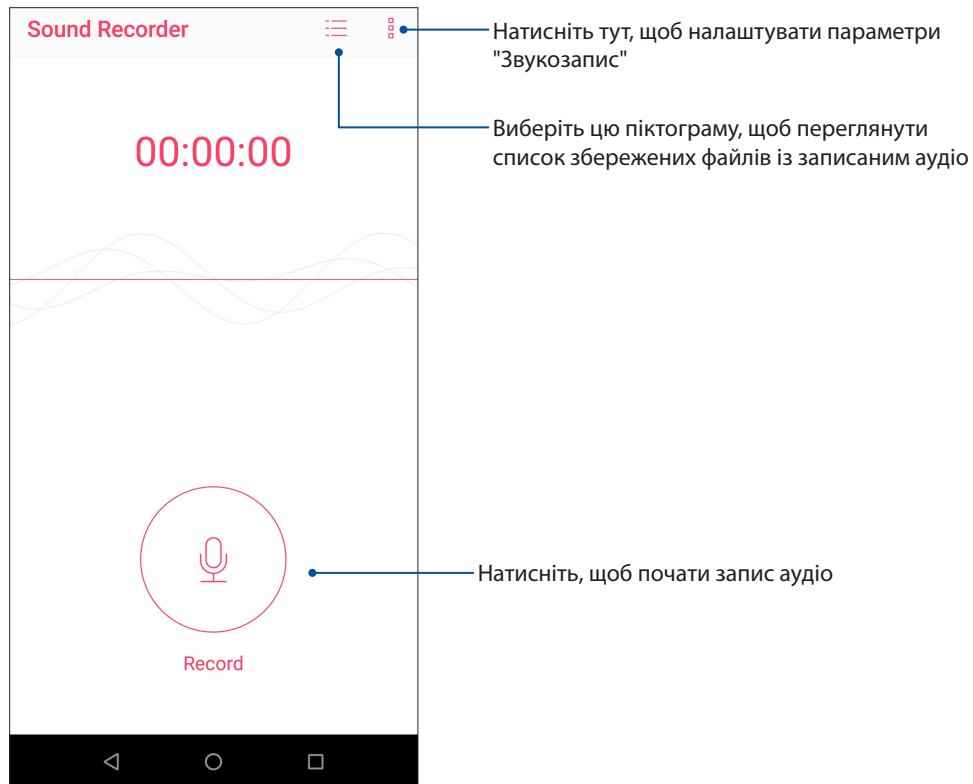 Sound Recorder
Натисніть тут, щоб налаштувати параметри
"Звукозапис"
Виберіть цю піктограму, щоб переглянути
список збережених файлів із записаним аудіо
00:00:00
Натисніть, щоб почати запис аудіо
Record